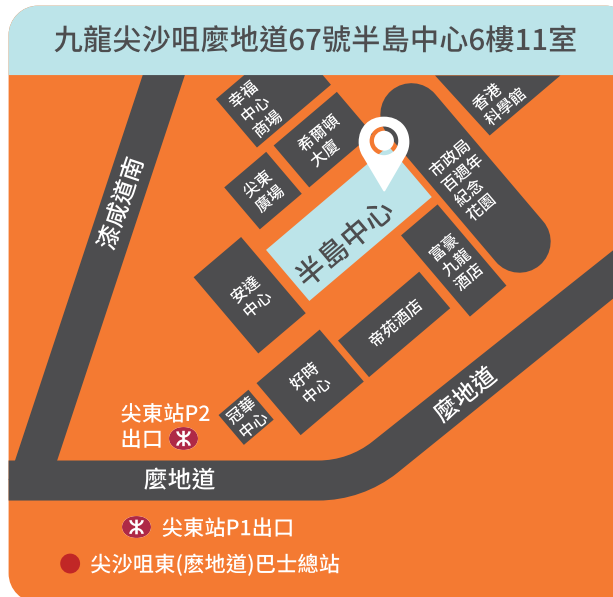 九龍尖沙咀麼地道67號半島中心6樓11室
幸福
中心
商場
希爾頓
大廈
香港
科學館
市政局
百週年
紀念
花園
尖東
廣場
漆咸道南
半島中心
富豪
九龍
酒店
安達
中心
帝苑酒店
好時
中心
冠華
中心
麼地道
尖東站P2
出口
麼地道
尖東站P1出口
尖沙咀東(麼地道)巴士總站